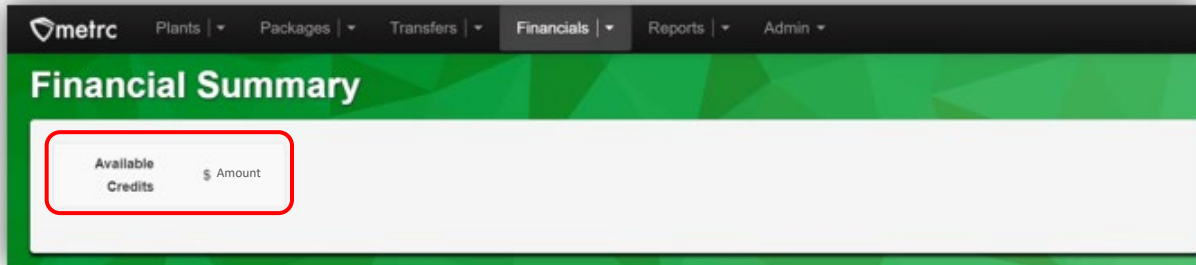 metrc Plants Packages Transfers Financials Reports Admin
Financial Summary
Available
Credits
$ Amount